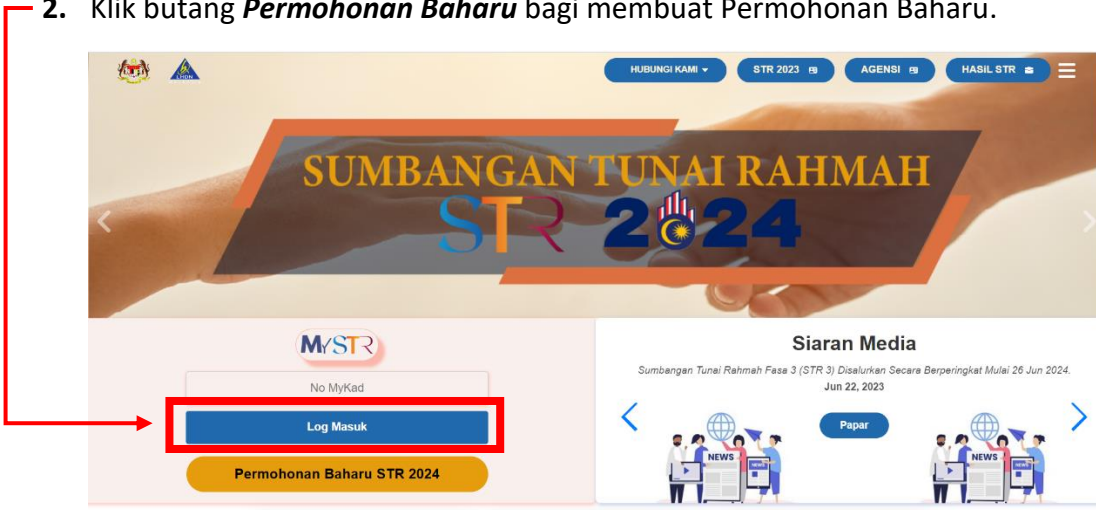 2. Klik butang Permohonan Baharu bagi membuat Permohonan Baharu.
LHDN
HUBUNGI KAMI
STR 2023
AGENSI
HASIL STR
SUMBANGAN TUNAI RAHMAH
STR 2024
MYSTR
Siaran Media
Sumbangan Tunai Rahmah Fasa 3 (STR 3) Disalurkan Secara Berperingkat Mulai 26 Jun 2024.
Jun 22, 2023
No MyKad
Log Masuk
Papar
Permohonan Baharu STR 2024
NEWS
NEWS